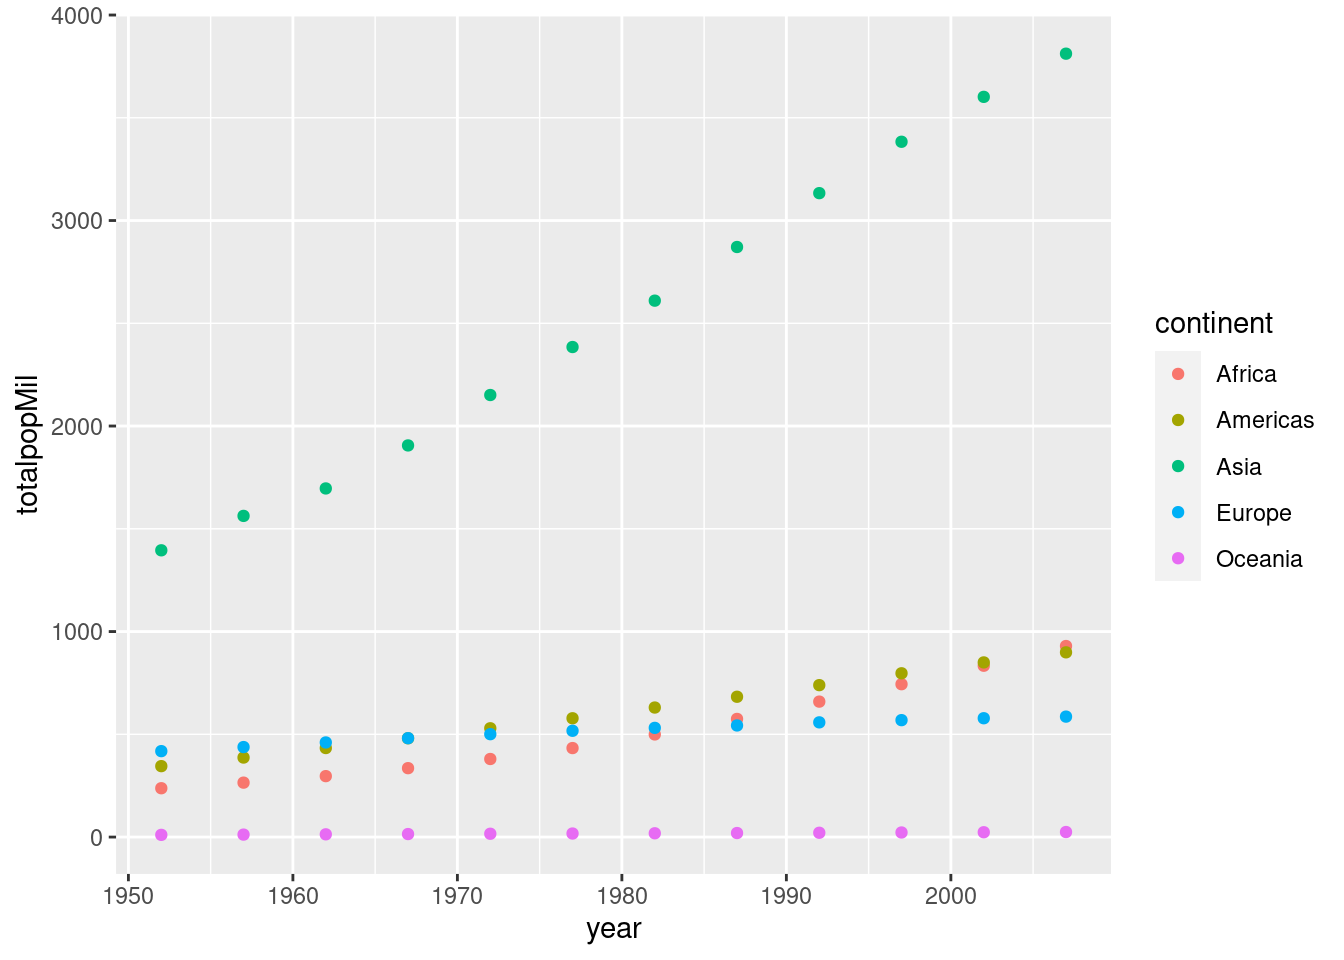 4000
3000
2000
1000
0
totalpopMil
1950 1960 1970 1980 1990 2000
year
continent
Africa
Americas
Asia
Europe
Oceania